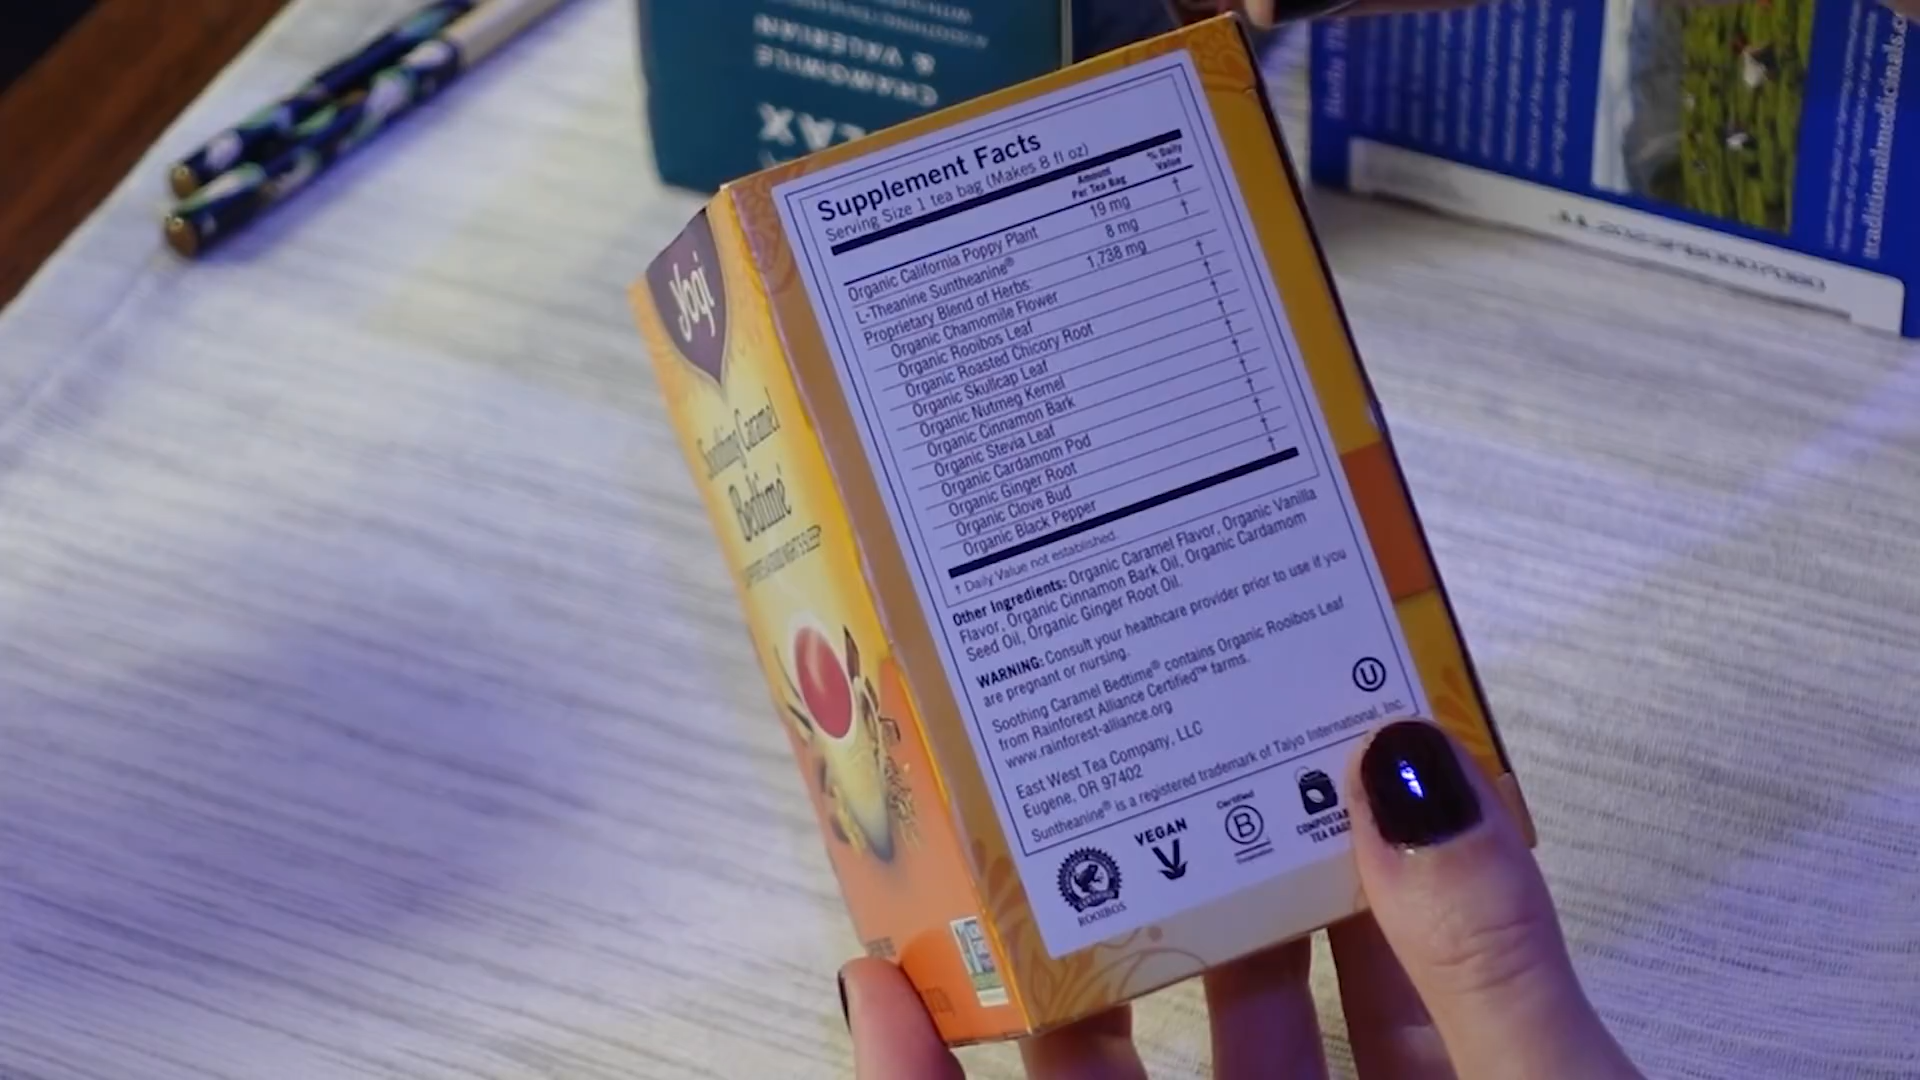 & VALERIAN
CHAMOMILE
yogi
Soothing Caramel
Bedtime
Supplement Facts
Serving Size 1 tea bag (Makes 8 fl oz)
Amount
Per Tea Bag
% Daily
Value
Organic California Poppy Plant 19 mg †
L-Theanine Suntheanine® 8 mg †
Proprietary Blend of Herbs: 1,738 mg
Organic Chamomile Flower †
Organic Rooibos Leaf †
Organic Roasted Chicory Root †
Organic Skullcap Leaf †
Organic Nutmeg Kernel †
Organic Cinnamon Bark †
Organic Stevia Leaf †
Organic Cardamom Pod †
Organic Ginger Root †
Organic Clove Bud †
Organic Black Pepper †
† Daily Value not established.
Other Ingredients: Organic Caramel Flavor, Organic Vanilla
Flavor, Organic Cinnamon Bark Oil, Organic Cardamom
Seed Oil, Organic Ginger Root Oil.
WARNING: Consult your healthcare provider prior to use if you
are pregnant or nursing.
Soothing Caramel Bedtime® contains Organic Rooibos Leaf
from Rainforest Alliance Certified™ farms.
www.rainforest-alliance.org
U
East West Tea Company, LLC
Eugene, OR 97402
Suntheanine® is a registered trademark of Taiyo International, Inc.
ROOIBOS
VEGAN
Certified
B
Corporation
TEA BAGS
traditionalmedicinals.c